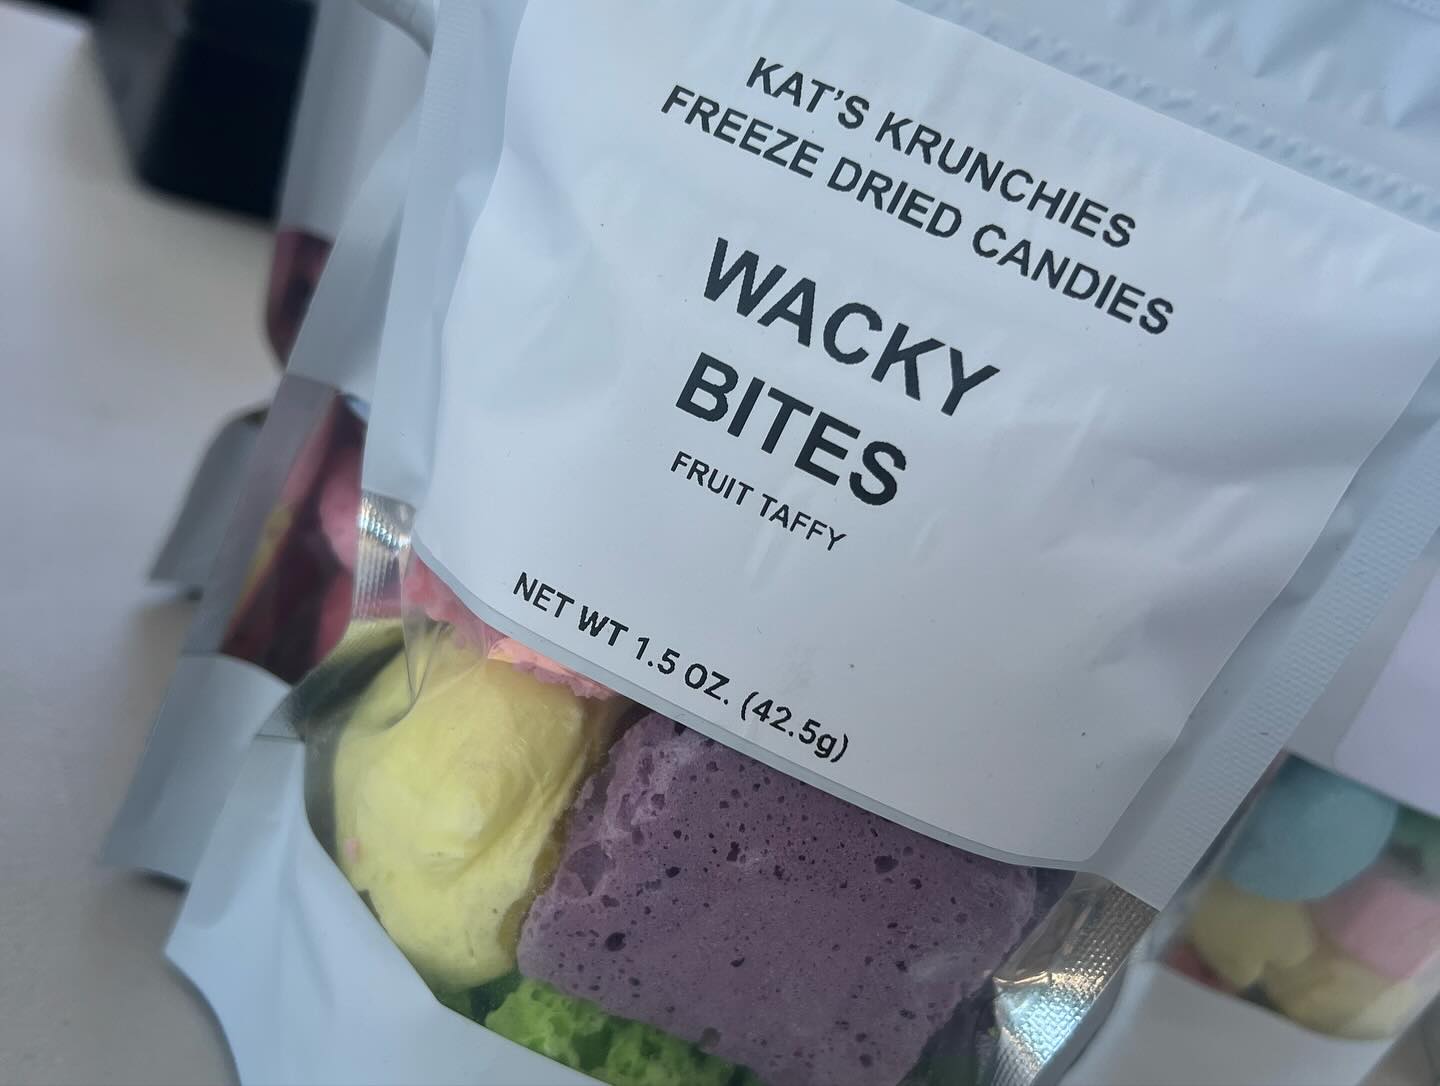 KAT'S KRUNCHIES
FREEZE DRIED CANDIES
WACKY
BITES
FRUIT TAFFY
NET WT 1.5 OZ. (42.5g)